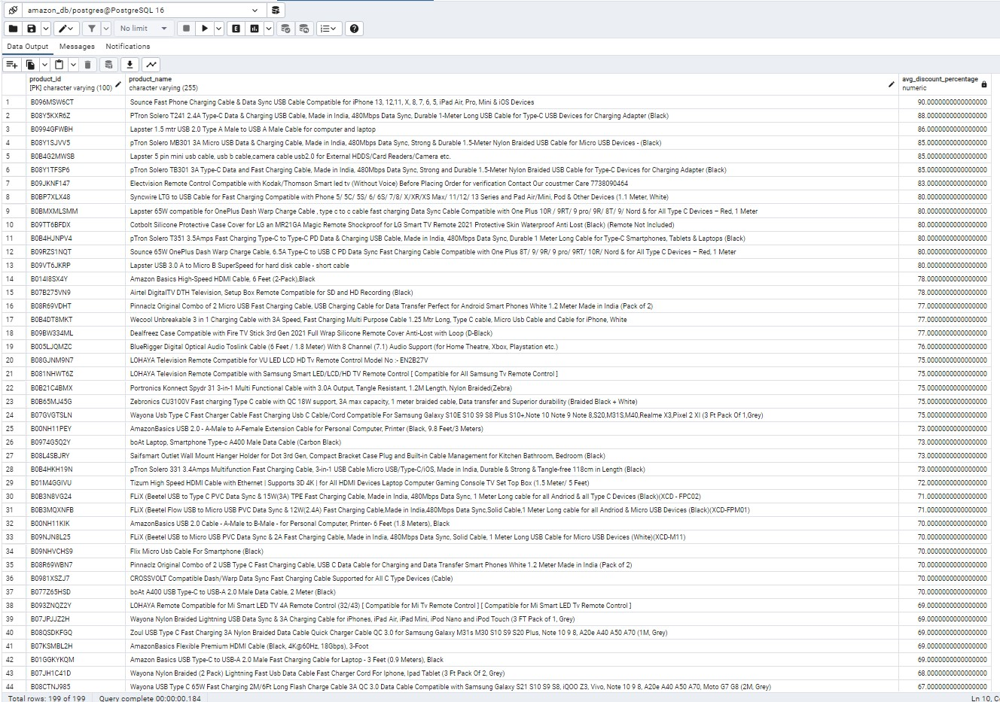 amazon_db/postgres@PostgreSQL 16
No limit
E
Data Output Messages Notifications
product_id product_name avg_discount_percentage
[PK] character varying (100) character varying (255) numeric
1 B096MSW6CT Sounce Fast Phone Charging Cable & Data Sync USB Cable Compatible for iPhone 13, 12,11, X, 8, 7, 6, 5, iPad Air, Pro, Mini & iOS Devices 90.0000000000000000
2 B08Y5KXR6Z PTron Solero T241 2.4A Type-C Data & Charging USB Cable, Made in India, 480Mbps Data Sync, Durable 1-Meter Long USB Cable for Type-C USB Devices for Charging Adapter (Black) 88.0000000000000000
3 B0994GFWBH Lapster 1.5 mtr USB 2.0 Type A Male to USB A Male Cable for computer and laptop 86.0000000000000000
4 B08Y1SJVV5 pTron Solero MB301 3A Micro USB Data & Charging Cable, Made in India, 480Mbps Data Sync, Strong & Durable 1.5-Meter Nylon Braided USB Cable for Micro USB Devices - (Black) 85.0000000000000000
5 B0B4G2MWSB Lapster 5 pin mini usb cable, usb b cable,camera cable usb2.0 for External HDDS/Card Readers/Camera etc. 85.0000000000000000
6 B08Y1TFSP6 pTron Solero TB301 3A Type-C Data and Fast Charging Cable, Made in India, 480Mbps Data Sync, Strong and Durable 1.5-Meter Nylon Braided USB Cable for Type-C Devices for Charging Adapter (Black) 85.0000000000000000
7 B09JKNF147 Electvision Remote Control Compatible with Kodak/Thomson Smart led tv (Without Voice) Before Placing Order for verification Contact Our coustmer Care 7738090464 83.0000000000000000
8 B0BP7XLX48 Syncwire LTG to USB Cable for Fast Charging Compatible with Phone 5/ 5C/ 5S/ 6/ 6S/ 7/8/ X/XR/XS Max/ 11/12/ 13 Series and Pad Air/Mini, Pod & Other Devices (1.1 Meter, White) 80.0000000000000000
9 B0BMXMLSMM Lapster 65W compatible for OnePlus Dash Warp Charge Cable , type c to c cable fast charging Data Sync Cable Compatible with One Plus 10R / 9RT/ 9 pro/ 9R/ 8T/ 9/ Nord & for All Type C Devices – Red, 1 Meter 80.0000000000000000
10 B09TT6BFDX Cotbolt Silicone Protective Case Cover for LG an MR21GA Magic Remote Shockproof for LG Smart TV Remote 2021 Protective Skin Waterproof Anti Lost (Black) (Remote Not Included) 80.0000000000000000
11 B0B4HJNPV4 pTron Solero T351 3.5Amps Fast Charging Type-C to Type-C PD Data & Charging USB Cable, Made in India, 480Mbps Data Sync, Durable 1 Meter Long Cable for Type-C Smartphones, Tablets & Laptops (Black) 80.0000000000000000
12 B09RZS1NQT Sounce 65W OnePlus Dash Warp Charge Cable, 6.5A Type-C to USB C PD Data Sync Fast Charging Cable Compatible with One Plus 8T/ 9/ 9R/ 9 pro/ 9RT/ 10R/ Nord & for All Type C Devices – Red, 1 Meter 80.0000000000000000
13 B09VT6JKRP Lapster USB 3.0 A to Micro B SuperSpeed for hard disk cable - short cable 80.0000000000000000
14 B014I8SX4Y Amazon Basics High-Speed HDMI Cable, 6 Feet (2-Pack),Black 78.0000000000000000
15 B07B275VN9 Airtel DigitalTV DTH Television, Setup Box Remote Compatible for SD and HD Recording (Black) 78.0000000000000000
16 B08R69VDHT Pinnaclz Original Combo of 2 Micro USB Fast Charging Cable, USB Charging Cable for Data Transfer Perfect for Android Smart Phones White 1.2 Meter Made in India (Pack of 2) 77.0000000000000000
17 B0B4DT8MKT Wecool Unbreakable 3 in 1 Charging Cable with 3A Speed, Fast Charging Multi Purpose Cable 1.25 Mtr Long, Type C cable, Micro Usb Cable and Cable for iPhone, White 77.0000000000000000
18 B09BW334ML Dealfreez Case Compatible with Fire TV Stick 3rd Gen 2021 Full Wrap Silicone Remote Cover Anti-Lost with Loop (D-Black) 77.0000000000000000
19 B005LJQMZC BlueRigger Digital Optical Audio Toslink Cable (6 Feet / 1.8 Meter) With 8 Channel (7.1) Audio Support (for Home Theatre, Xbox, Playstation etc.) 76.0000000000000000
20 B08GJNM9N7 LOHAYA Television Remote Compatible for VU LED LCD HD Tv Remote Control Model No :- EN2B27V 75.0000000000000000
21 B081NHWT6Z LOHAYA Television Remote Compatible with Samsung Smart LED/LCD/HD TV Remote Control [ Compatible for All Samsung Tv Remote Control ] 75.0000000000000000
22 B0B21C4BMX Portronics Konnect Spydr 31 3-in-1 Multi Functional Cable with 3.0A Output, Tangle Resistant, 1.2M Length, Nylon Braided(Zebra) 75.0000000000000000
23 B0B65MJ45G Zebronics CU3100V Fast charging Type C cable with QC 18W support, 3A max capacity, 1 meter braided cable, Data transfer and Superior durability (Braided Black + White) 75.0000000000000000
24 B07GVGTSLN Wayona Usb Type C Fast Charger Cable Fast Charging Usb C Cable/Cord Compatible For Samsung Galaxy S10E S10 S9 S8 Plus S10+,Note 10 Note 9 Note 8,S20,M31S,M40,Realme X3,Pixel 2 Xl (3 Ft Pack Of 1,Grey) 75.0000000000000000
25 B00NH11PEY AmazonBasics USB 2.0 - A-Male to A-Female Extension Cable for Personal Computer, Printer (Black, 9.8 Feet/3 Meters) 73.0000000000000000
26 B0974G5Q2Y boAt Laptop, Smartphone Type-c A400 Male Data Cable (Carbon Black) 73.0000000000000000
27 B08L4SBJRY Saifsmart Outlet Wall Mount Hanger Holder for Dot 3rd Gen, Compact Bracket Case Plug and Built-in Cable Management for Kitchen Bathroom, Bedroom (Black) 73.0000000000000000
28 B0B4HKH19N pTron Solero 331 3.4Amps Multifunction Fast Charging Cable, 3-in-1 USB Cable Micro USB/Type-C/iOS, Made in India, Durable & Strong & Tangle-free 118cm in Length (Black) 73.0000000000000000
29 B01M4GGIVU Tizum High Speed HDMI Cable with Ethernet | Supports 3D 4K | for All HDMI Devices Laptop Computer Gaming Console TV Set Top Box (1.5 Meter/ 5 Feet) 72.0000000000000000
30 B0B3N8VG24 FLiX (Beetel USB to Type C PVC Data Sync & 15W(3A) TPE Fast Charging Cable, Made in India, 480Mbps Data Sync, 1 Meter Long cable for all Andriod & all Type C Devices (Black)(XCD - FPC02) 71.0000000000000000
31 B0B3MQXNFB FLiX (Beetel Flow USB to Micro USB PVC Data Sync & 12W(2.4A) Fast Charging Cable,Made in India,480Mbps Data Sync,Solid Cable,1 Meter Long cable for all Andriod & Micro USB Devices (Black)(XCD-FPM01) 71.0000000000000000
32 B00NH11KIK AmazonBasics USB 2.0 Cable - A-Male to B-Male - for Personal Computer, Printer- 6 Feet (1.8 Meters), Black 70.0000000000000000
33 B09NJN8L25 FLiX (Beetel USB to Micro USB PVC Data Sync & 2A Fast Charging Cable, Made in India, 480Mbps Data Sync, Solid Cable, 1 Meter Long USB Cable for Micro USB Devices (White)(XCD-M11) 70.0000000000000000
34 B09NHVCHS9 Flix Micro Usb Cable For Smartphone (Black) 70.0000000000000000
35 B08R69WBN7 Pinnaclz Original Combo of 2 USB Type C Fast Charging Cable, USB C Data Cable for Charging and Data Transfer Smart Phones White 1.2 Meter Made in India (Pack of 2) 70.0000000000000000
36 B0981XSZJ7 CROSSVOLT Compatible Dash/Warp Data Sync Fast Charging Cable Supported for All C Type Devices (Cable) 70.0000000000000000
37 B077Z65HSD boAt A400 USB Type-C to USB-A 2.0 Male Data Cable, 2 Meter (Black) 70.0000000000000000
38 B093ZNQZ2Y LOHAYA Remote Compatible for Mi Smart LED TV 4A Remote Control (32/43) [ Compatible for Mi Tv Remote Control ] [ Compatible for Mi Smart LED Tv Remote Control ] 69.0000000000000000
39 B07JPJJZ2H Wayona Nylon Braided Lightning USB Data Sync & 3A Charging Cable for iPhones, iPad Air, iPad Mini, iPod Nano and iPod Touch (3 FT Pack of 1, Grey) 69.0000000000000000
40 B08QSDKFGQ Zoul USB Type C Fast Charging 3A Nylon Braided Data Cable Quick Charger Cable QC 3.0 for Samsung Galaxy M31s M30 S10 S9 S20 Plus, Note 10 9 8, A20e A40 A50 A70 (1M, Grey) 69.0000000000000000
41 B07KSMBL2H AmazonBasics Flexible Premium HDMI Cable (Black, 4K@60Hz, 18Gbps), 3-Foot 69.0000000000000000
42 B01GGKYKQM Amazon Basics USB Type-C to USB-A 2.0 Male Fast Charging Cable for Laptop - 3 Feet (0.9 Meters), Black 69.0000000000000000
43 B07JH1C41D Wayona Nylon Braided (2 Pack) Lightning Fast Usb Data Cable Fast Charger Cord For Iphone, Ipad Tablet (3 Ft Pack Of 2, Grey) 68.0000000000000000
44 B08CTNJ985 Wayona USB Type C 65W Fast Charging 2M/6Ft Long Flash Charge Cable 3A QC 3.0 Data Cable Compatible with Samsung Galaxy S21 S10 S9 S8, iQOO Z3, Vivo, Note 10 9 8, A20e A40 A50 A70, Moto G7 G8 (2M, Grey) 67.0000000000000000
Total rows: 199 of 199 Query complete 00:00:00.184 Ln 10, C